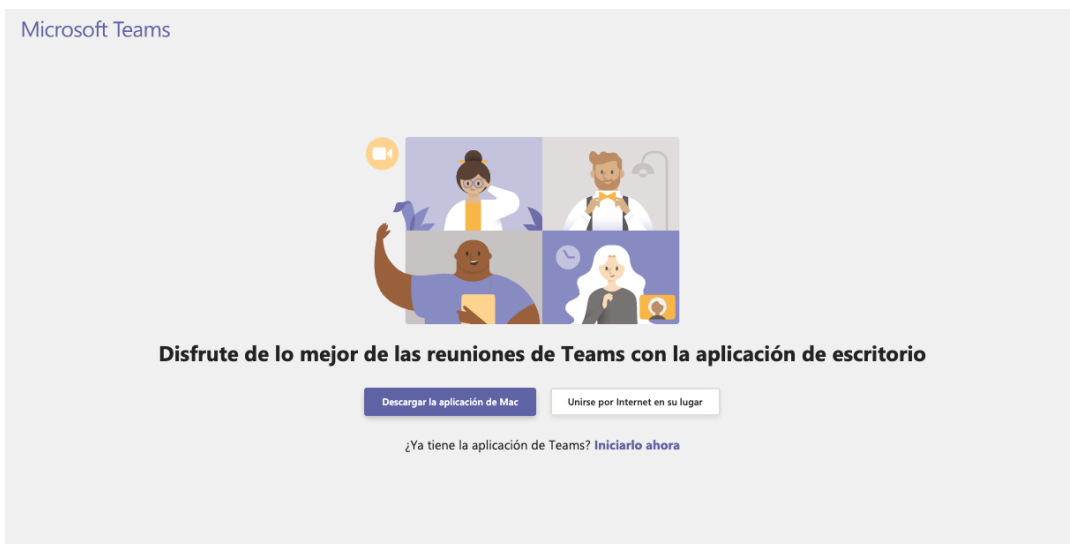 Microsoft Teams
Disfrute de lo mejor de las reuniones de Teams con la aplicación de escritorio
Descargar la aplicación de Mac
Unirse por Internet en su lugar
¿Ya tiene la aplicación de Teams? Iniciarlo ahora